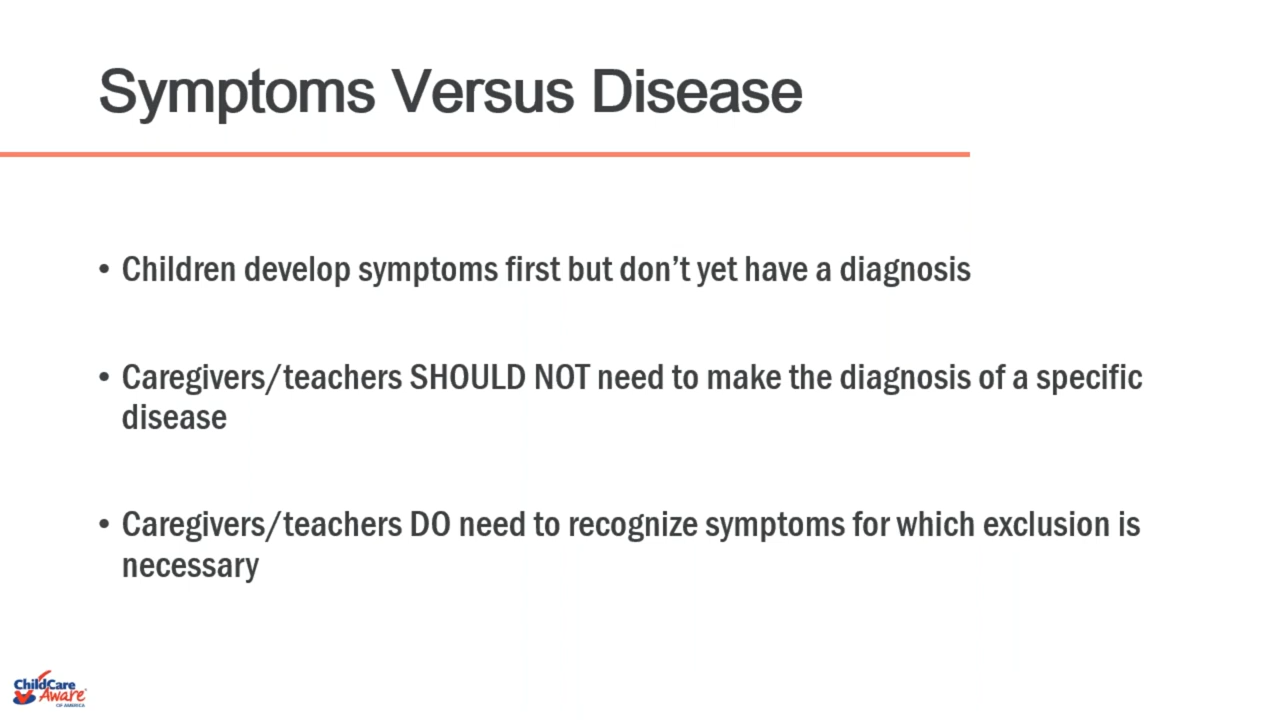 Symptoms Versus Disease
• Children develop symptoms first but don’t yet have a diagnosis
• Caregivers/teachers SHOULD NOT need to make the diagnosis of a specific
disease
• Caregivers/teachers DO need to recognize symptoms for which exclusion is
necessary
ChildCare
Aware
OF AMERICA